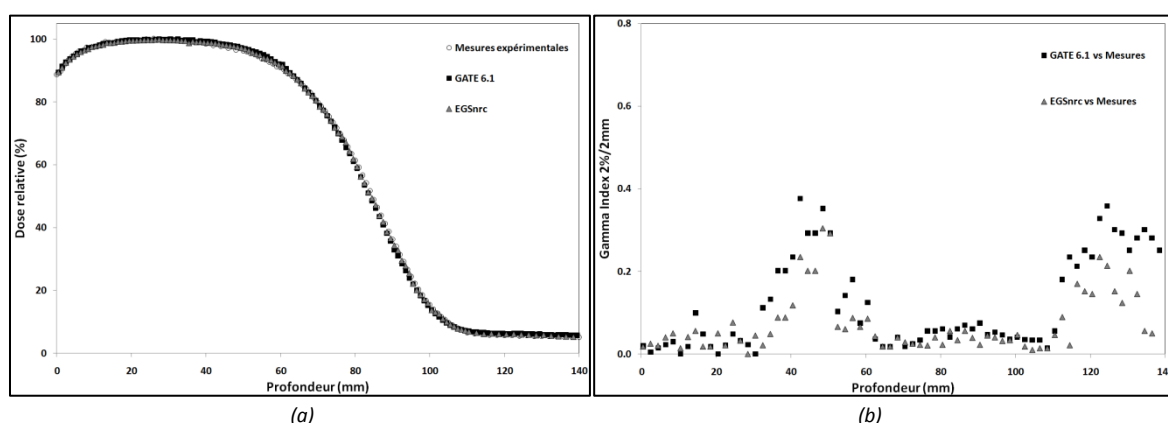 Dose relative (%)
100
80
60
40
20
0
Mesures expérimentales
GATE 6.1
EGSnrc
0 20 40 60 80 100 120 140
Profondeur (mm)
(a)
Gamma Index 2%/2mm
0.8
0.6
0.4
0.2
0.0
GATE 6.1 vs Mesures
EGSnrc vs Mesures
0 20 40 60 80 100 120 140
Profondeur (mm)
(b)